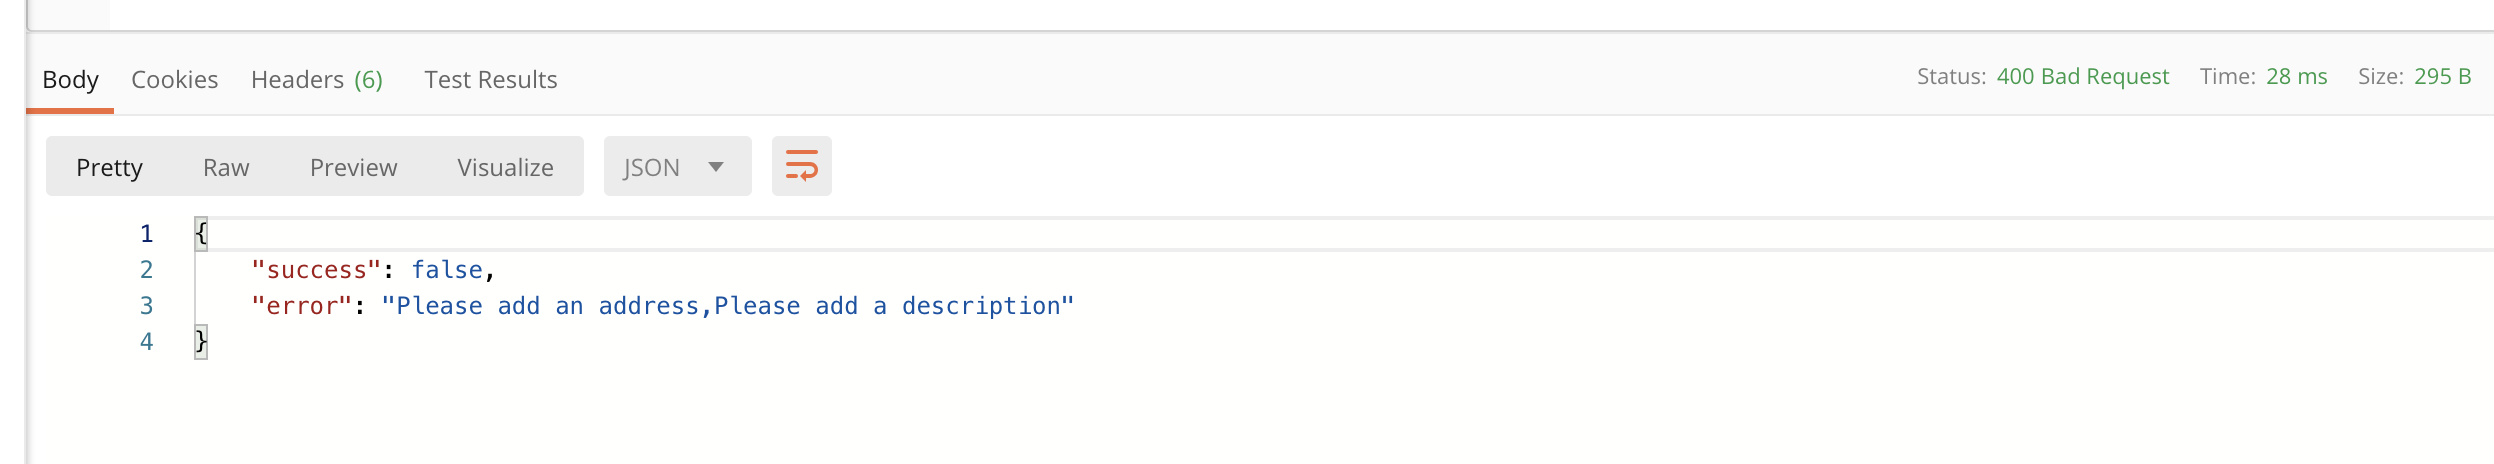 Body Cookies Headers (6) Test Results Status: 400 Bad Request Time: 28 ms Size: 295 B
Pretty Raw Preview Visualize JSON
1 {
2 "success": false,
3 "error": "Please add an address,Please add a description"
4 }